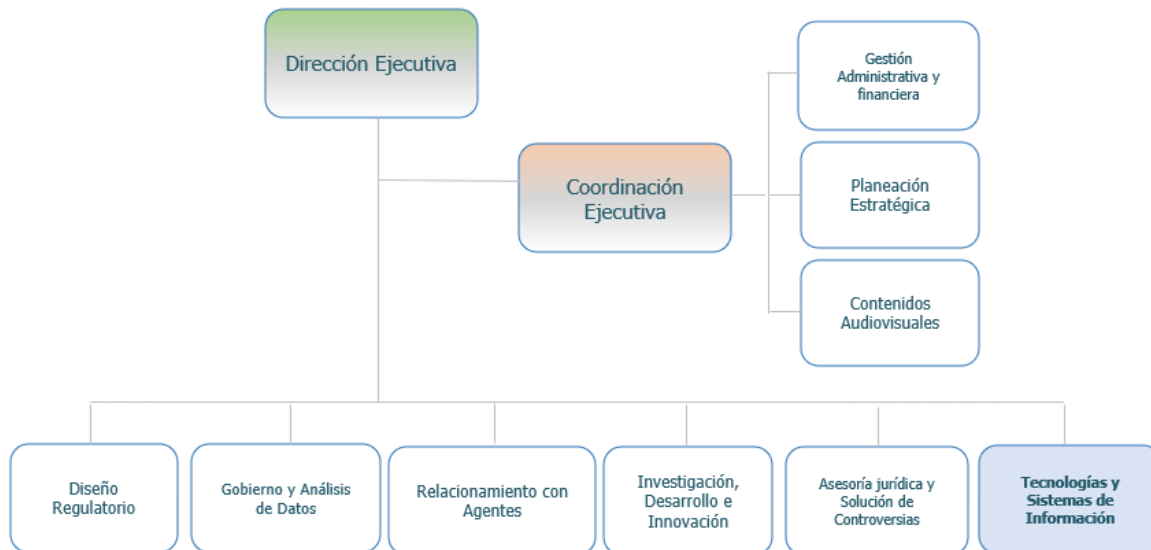 Dirección Ejecutiva
Gestión
Administrativa y
financiera
Coordinación
Ejecutiva
Planeación
Estratégica
Contenidos
Audiovisuales
Diseño
Regulatorio
Gobierno y Análisis
de Datos
Relacionamiento con
Agentes
Investigación,
Desarrollo e
Innovación
Asesoría jurídica y
Solución de
Controversias
Tecnologías y
Sistemas de
Información